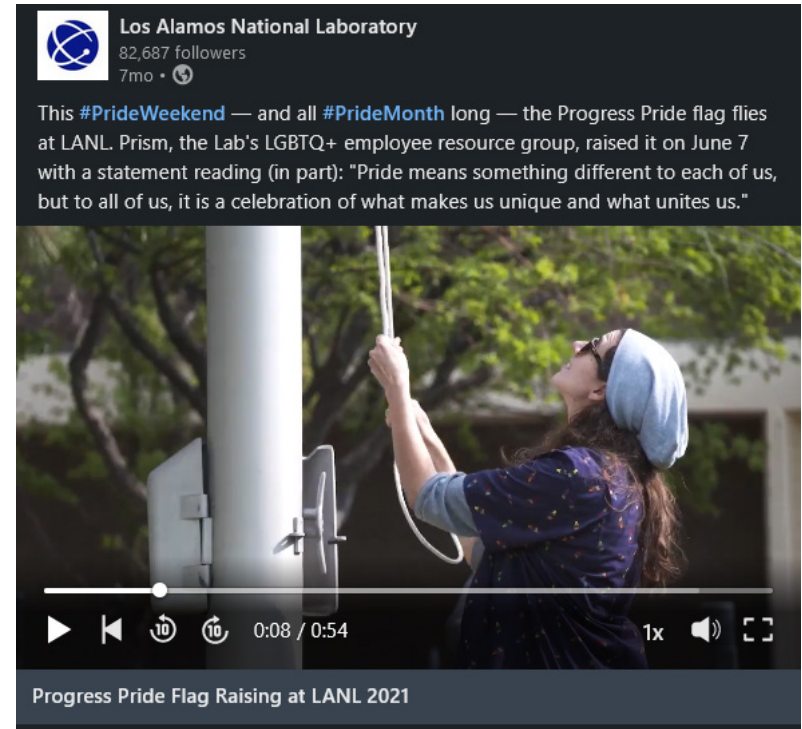 Los Alamos National Laboratory
82,687 followers
7mo •
This #PrideWeekend — and all #PrideMonth long — the Progress Pride flag flies
at LANL. Prism, the Lab's LGBTQ+ employee resource group, raised it on June 7
with a statement reading (in part): "Pride means something different to each of us,
but to all of us, it is a celebration of what makes us unique and what unites us."
10 10 0:08 / 0:54 1x
Progress Pride Flag Raising at LANL 2021